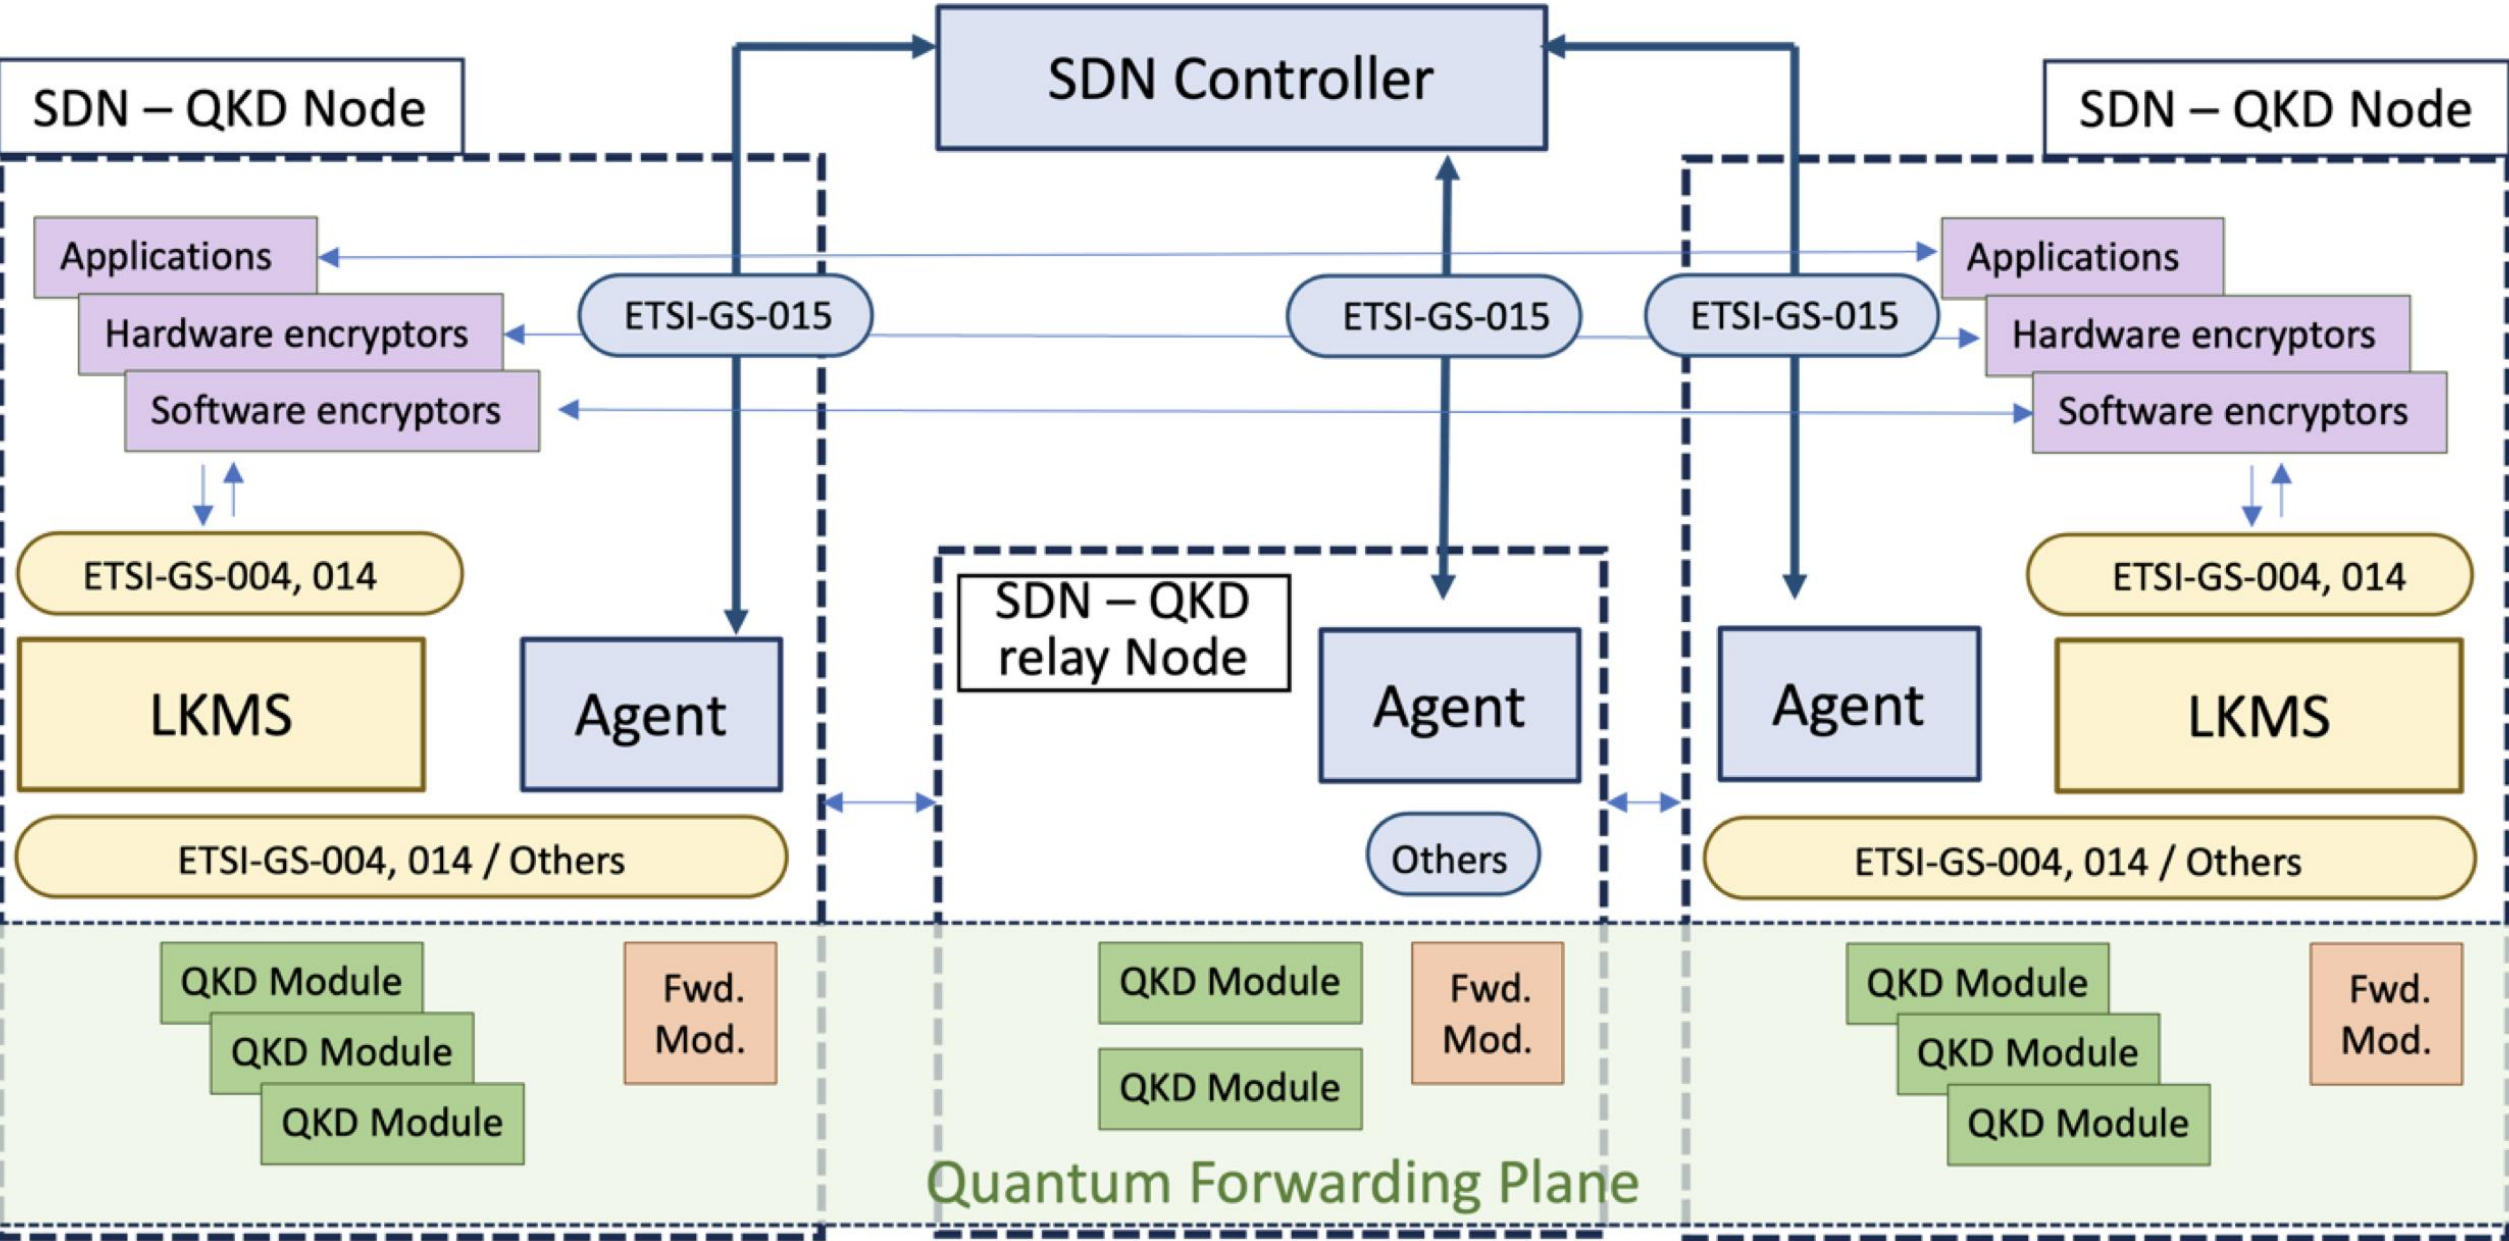 SDN Controller
SDN – QKD Node
SDN – QKD Node
Applications
Hardware encryptors
Software encryptors
ETSI-GS-015
ETSI-GS-015
ETSI-GS-015
Applications
Hardware encryptors
Software encryptors
ETSI-GS-004, 014
ETSI-GS-004, 014
LKMS
Agent
SDN – QKD
relay Node
Agent
Agent
LKMS
ETSI-GS-004, 014 / Others
Others
ETSI-GS-004, 014 / Others
QKD Module
QKD Module
QKD Module
Fwd.
Mod.
QKD Module
QKD Module
Fwd.
Mod.
QKD Module
QKD Module
QKD Module
Fwd.
Mod.
Quantum Forwarding Plane